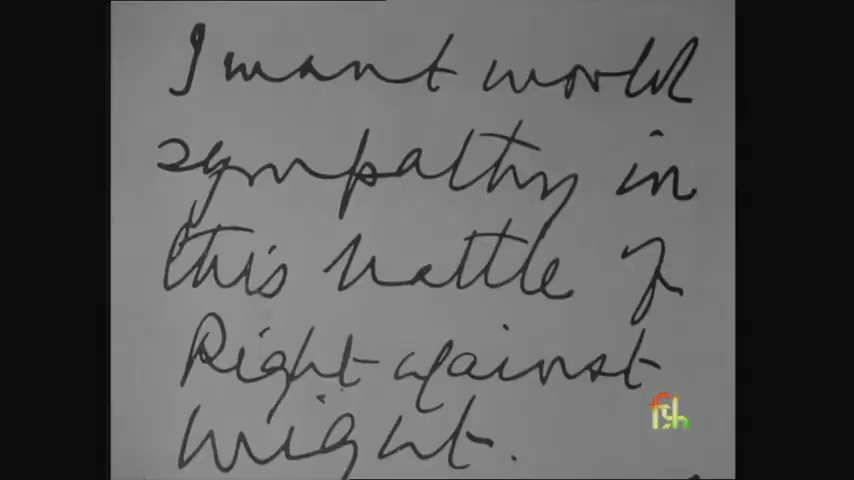 I want world
sympathy in
this battle of
Right against
might.